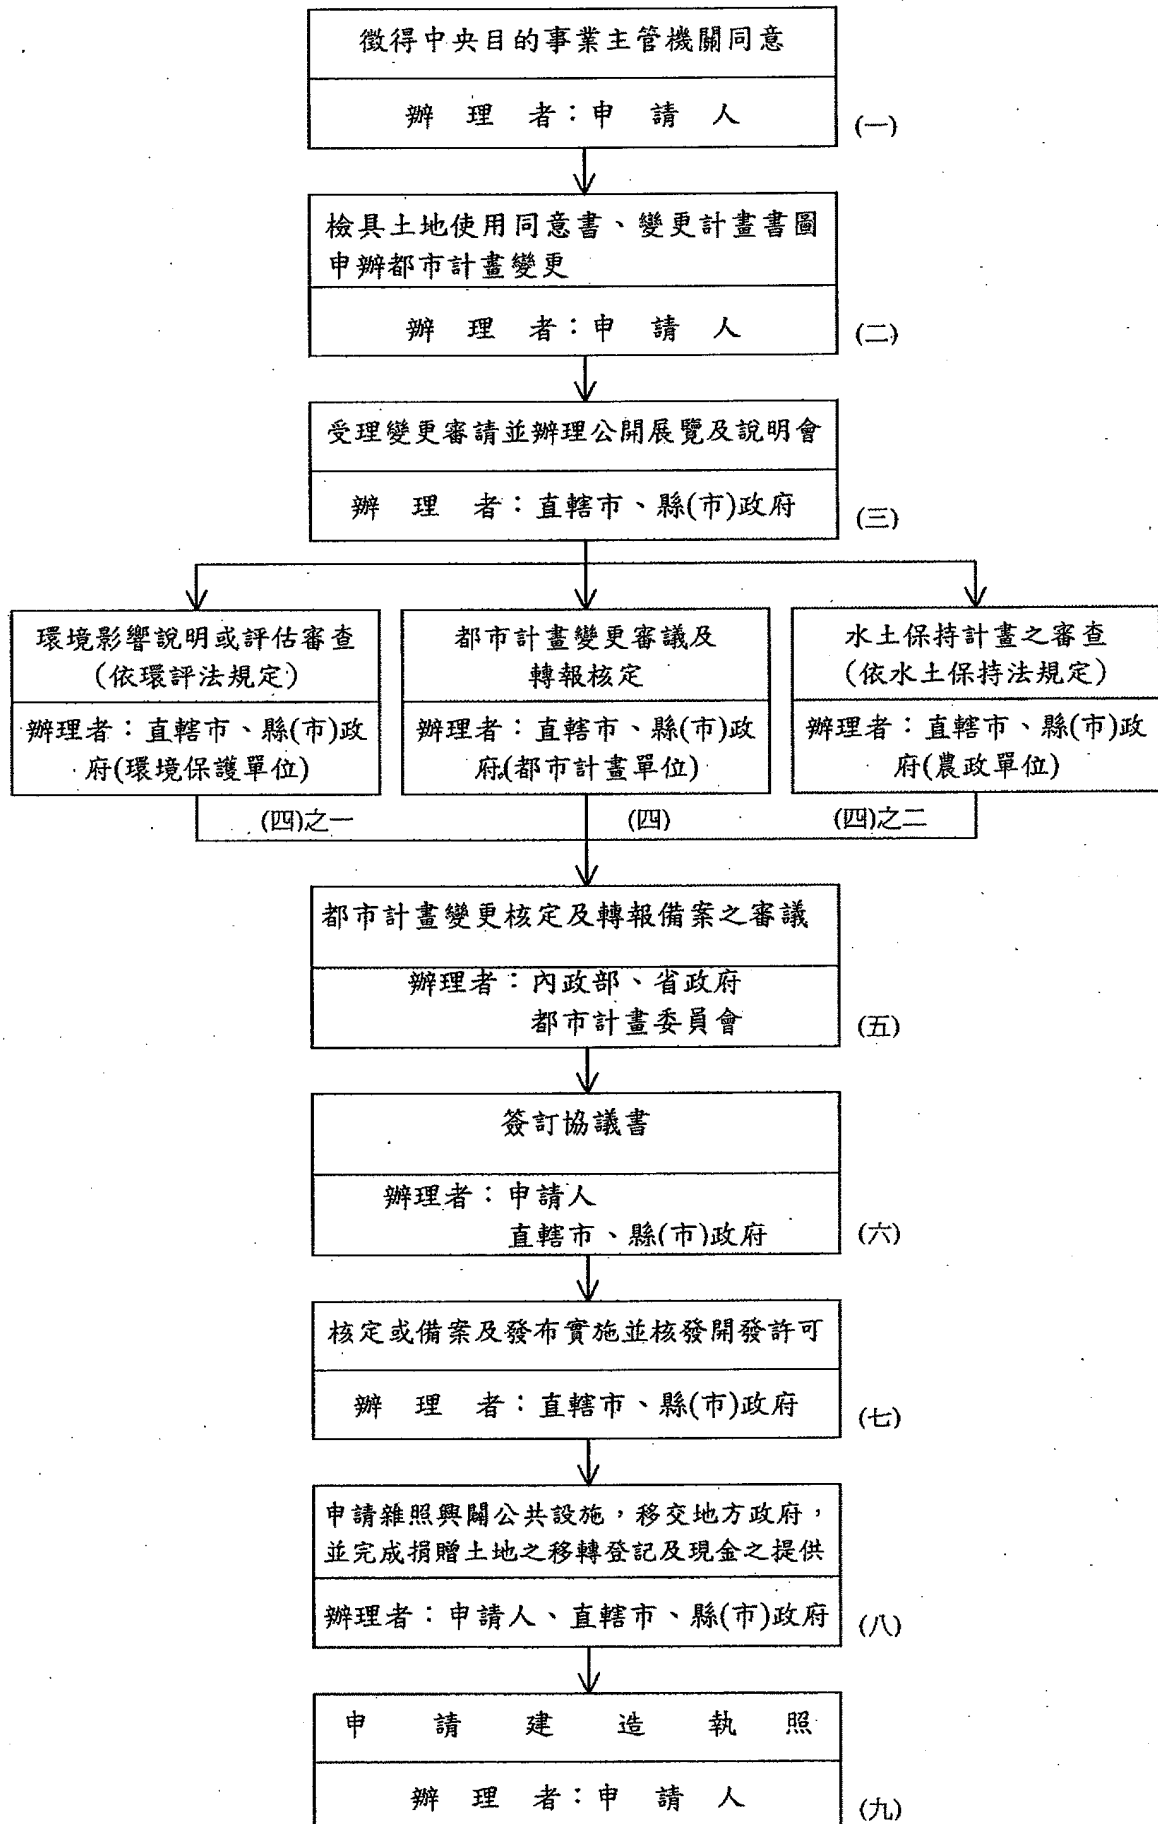 徵得中央目的事業主管機關同意
辦理者：申請人
(一)
檢具土地使用同意書、變更計畫書圖
申辦都市計畫變更
辦理者：申請人
(二)
受理變更審請並辦理公開展覽及說明會
辦理者：直轄市、縣(市)政府
(三)
環境影響說明或評估審查
(依環評法規定)
辦理者：直轄市、縣(市)政
府(環境保護單位)
(四)之一
都市計畫變更審議及
轉報核定
辦理者：直轄市、縣(市)政
府(都市計畫單位)
(四)
水土保持計畫之審查
(依水土保持法規定)
辦理者：直轄市、縣(市)政
府(農政單位)
(四)之二
都市計畫變更核定及轉報備案之審議
辦理者：內政部、省政府
都市計畫委員會
(五)
簽訂協議書
辦理者：申請人
直轄市、縣(市)政府
(六)
核定或備案及發布實施並核發開發許可
辦理者：直轄市、縣(市)政府
(七)
申請雜照興闢公共設施，移交地方政府，
並完成捐贈土地之移轉登記及現金之提供
辦理者：申請人、直轄市、縣(市)政府
(八)
申請建造執照
辦理者：申請人
(九)